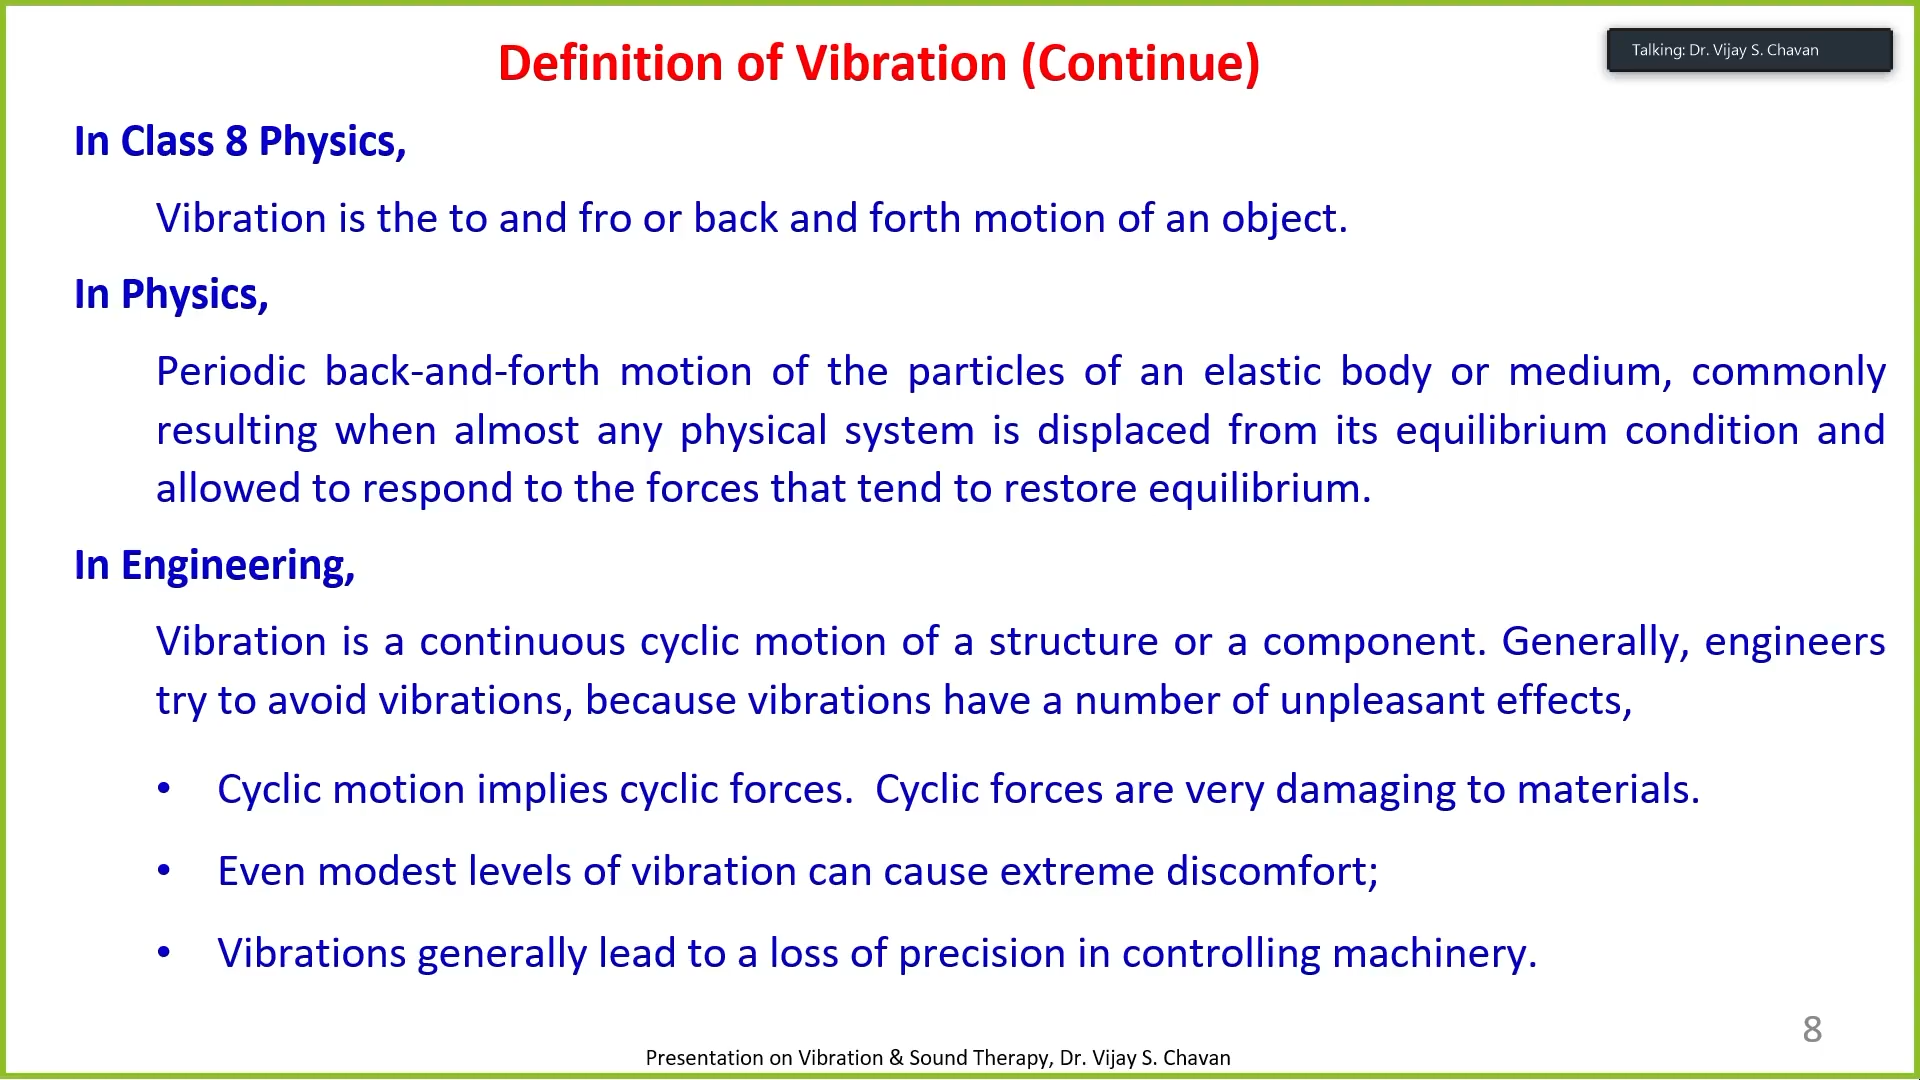 Definition of Vibration (Continue)
Talking: Dr. Vijay S. Chavan
In Class 8 Physics,
Vibration is the to and fro or back and forth motion of an object.
In Physics,
Periodic back-and-forth motion of the particles of an elastic body or medium, commonly
resulting when almost any physical system is displaced from its equilibrium condition and
allowed to respond to the forces that tend to restore equilibrium.
In Engineering,
Vibration is a continuous cyclic motion of a structure or a component. Generally, engineers
try to avoid vibrations, because vibrations have a number of unpleasant effects,
• Cyclic motion implies cyclic forces.  Cyclic forces are very damaging to materials.
• Even modest levels of vibration can cause extreme discomfort;
• Vibrations generally lead to a loss of precision in controlling machinery.
8
Presentation on Vibration & Sound Therapy, Dr. Vijay S. Chavan